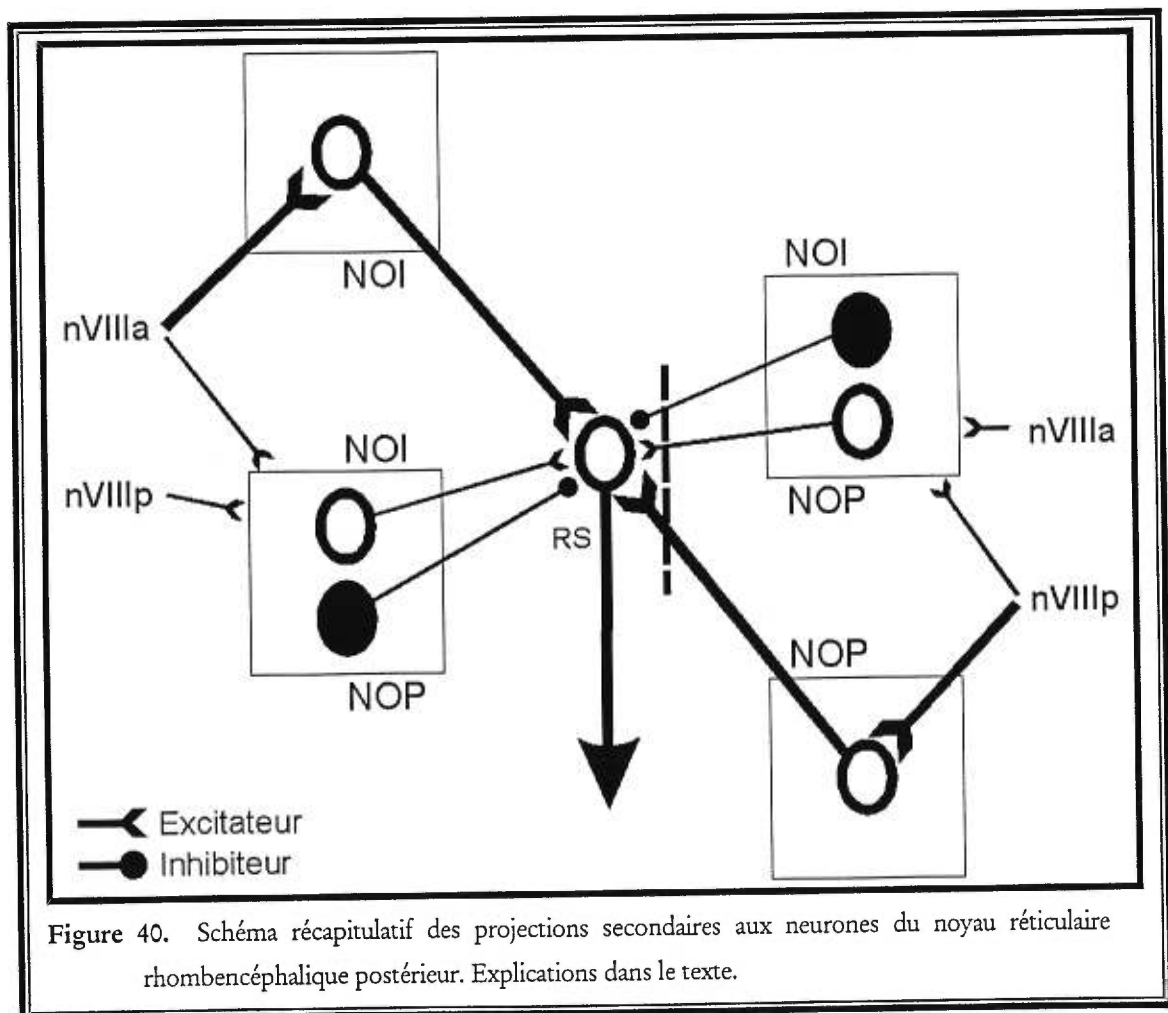 NOI
nVIIIa
NOI
nVIIIp
NOP
RS
NOI
nVIIIa
NOP
nVIIIp
NOP
Excitateur
Inhibiteur
Figure 40. Schéma récapitulatif des projections secondaires aux neurones du noyau réticulaire
rhombencéphalique postérieur. Explications dans le texte.